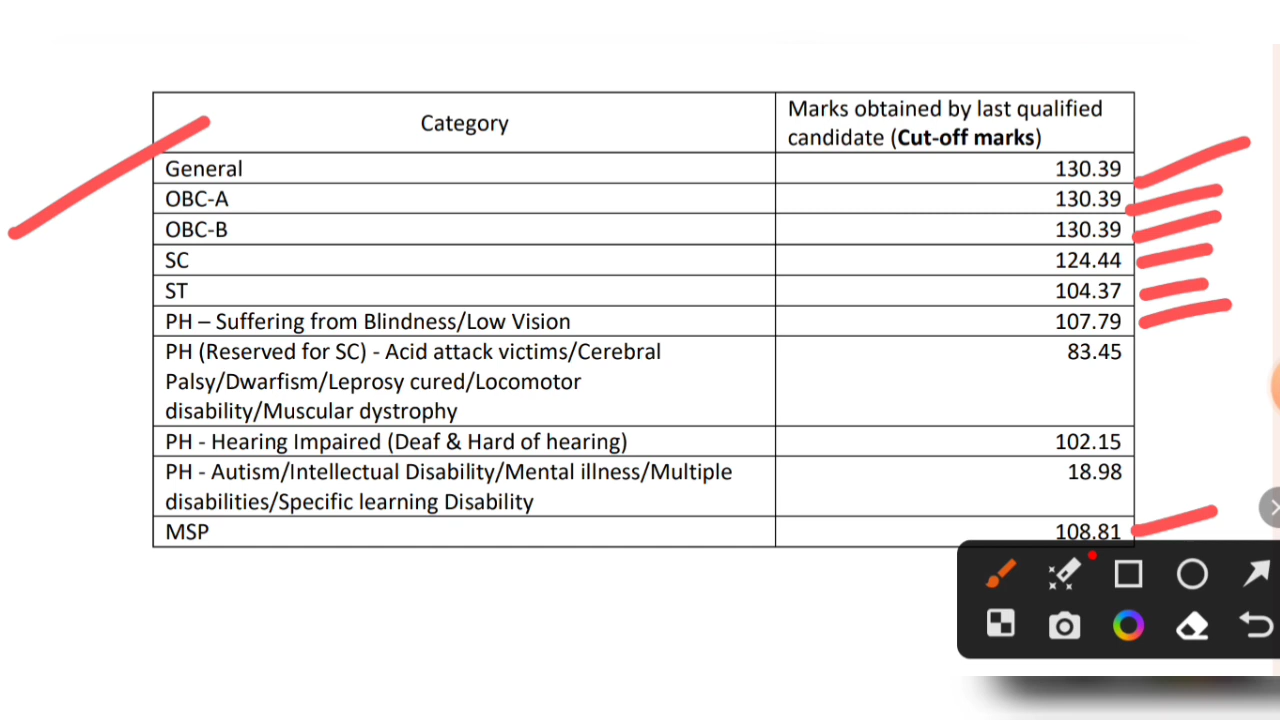 Category
Marks obtained by last qualified
candidate (Cut-off marks)
General 130.39
OBC-A 130.39
OBC-B 130.39
SC 124.44
ST 104.37
PH – Suffering from Blindness/Low Vision 107.79
PH (Reserved for SC) - Acid attack victims/Cerebral 83.45
Palsy/Dwarfism/Leprosy cured/Locomotor
disability/Muscular dystrophy
PH - Hearing Impaired (Deaf & Hard of hearing) 102.15
PH - Autism/Intellectual Disability/Mental illness/Multiple 18.98
disabilities/Specific learning Disability
MSP 108.81